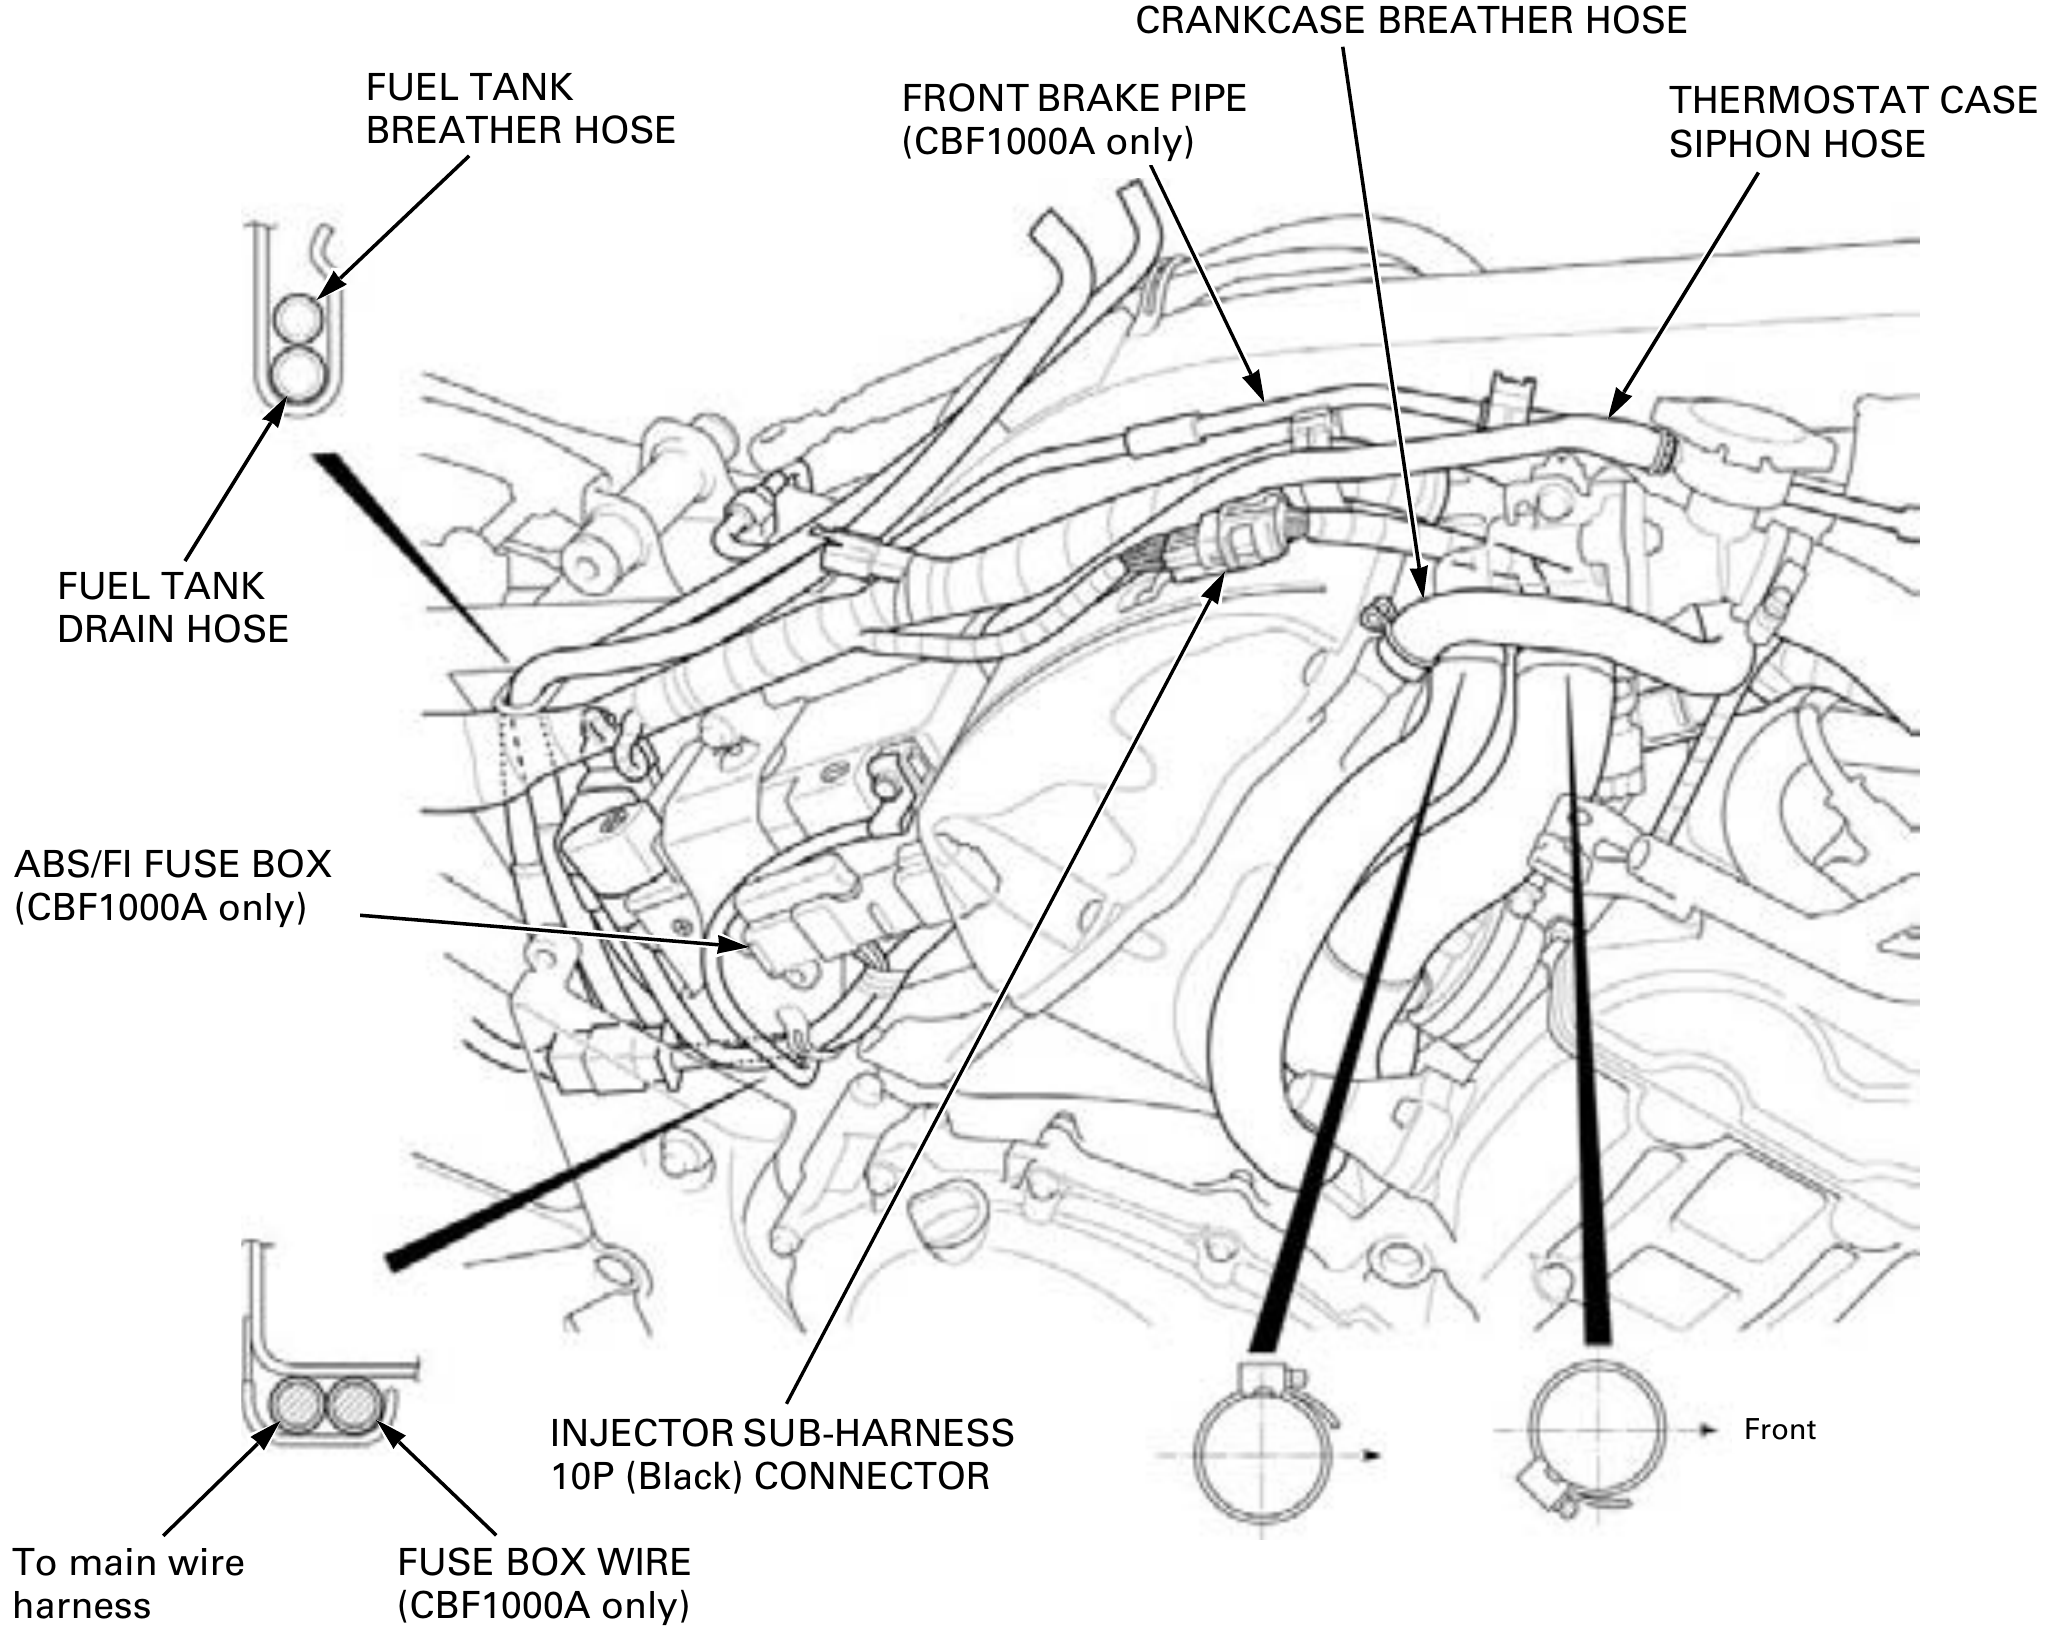 CRANKCASE BREATHER HOSE
FUEL TANK
BREATHER HOSE
FRONT BRAKE PIPE
(CBF1000A only)
THERMOSTAT CASE
SIPHON HOSE
FUEL TANK
DRAIN HOSE
ABS/FI FUSE BOX
(CBF1000A only)
INJECTOR SUB-HARNESS
10P (Black) CONNECTOR
Front
To main wire
harness
FUSE BOX WIRE
(CBF1000A only)